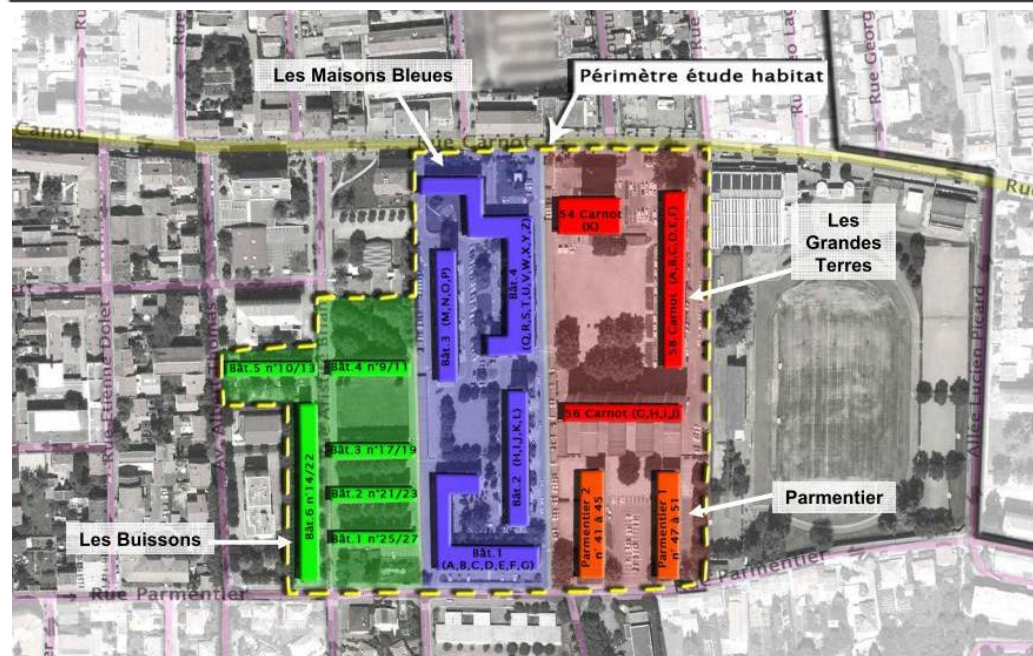 Les Maisons Bleues
Périmètre étude habitat
Carnot
Rue Carnot
54 Carnot
(K)
58 Carnot (A,B,C,D,E,F)
Les
Grandes
Terres
Bât.3 (M,N,O,P)
Bât.4
(Q,R,S,T,U,V,W,X,Y,Z)
Rue Etienne Dolet
Allée Lucien Picard
Bât.5 n°10/13
Bât.4 n°9/11
56 Carnot (G,H,I,J)
Bât.3 n°17/19
Bât.2 (H,I,J,K,L)
Bât.6 n°14/22
Bât.2 n°21/23
Parmentier 2
n° 41 à 45
Parmentier 1
n° 47 à 51
Parmentier
Les Buissons
Bât.1 n°25/27
Bât.1
(A,B,C,D,E,F,G)
Parmentier
Rue Parmentier